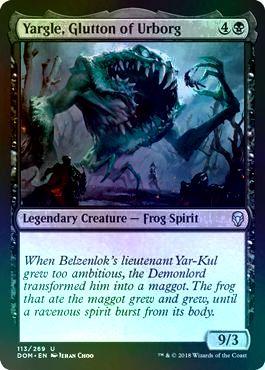 Yargle, Glutton of Urborg 4
Legendary Creature — Frog Spirit
When Belzenlok's lieutenant Yar-Kul
grew too ambitious, the Demonlord
transformed him into a maggot. The frog
that ate the maggot grew and grew, until
a ravenous spirit burst from its body.
9/3
113/269 U
DOM • EN Jehan Choo
™ & © 2018 Wizards of the Coast